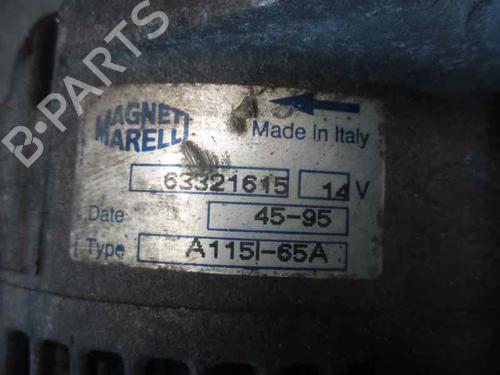 MAGNETI
MARELLI
Made in Italy
63321615 14 V
Date 45-95
Type A115I-65A
B-PARTS